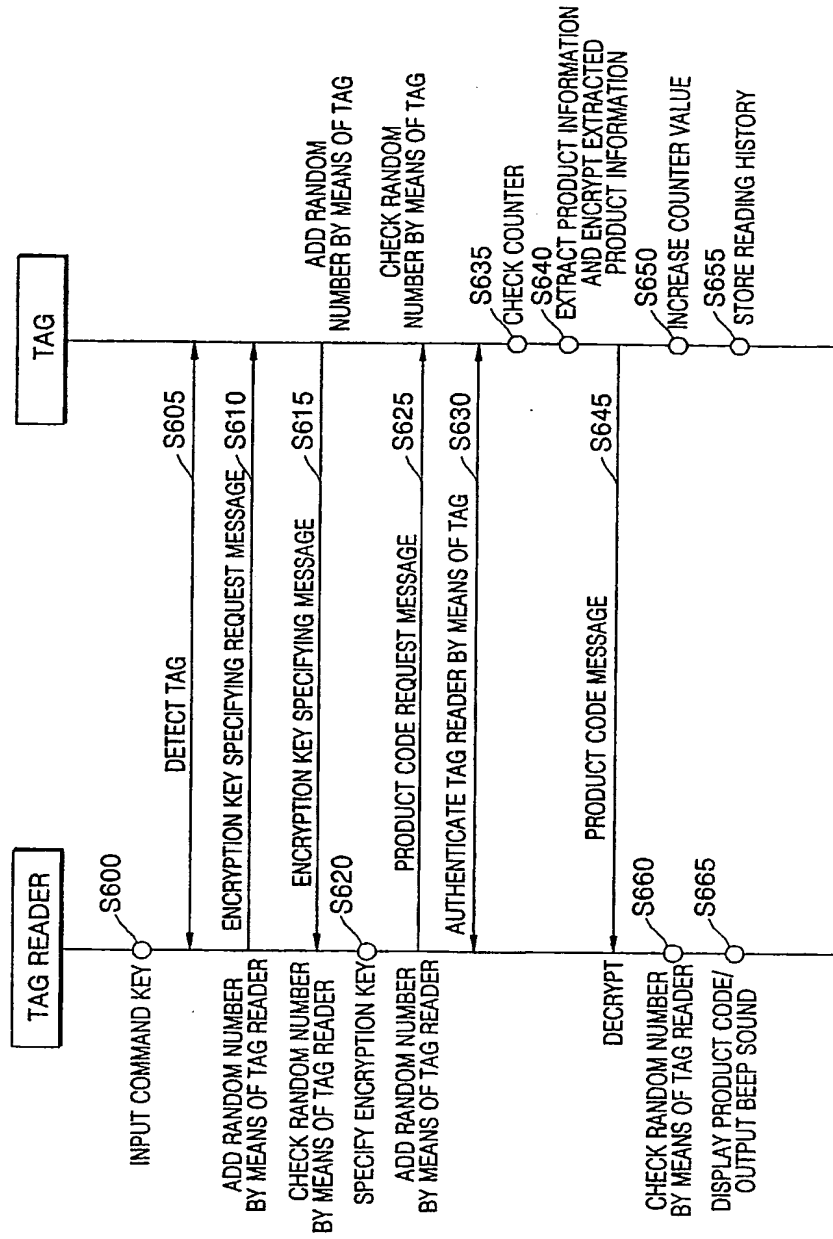 TAG READER
TAG
S600
INPUT COMMAND KEY
DETECT TAG
S605
ADD RANDOM NUMBER
BY MEANS OF TAG READER
ENCRYPTION KEY SPECIFYING REQUEST MESSAGE
S610
CHECK RANDOM NUMBER
BY MEANS OF TAG READER
ENCRYPTION KEY SPECIFYING MESSAGE
S615
ADD RANDOM
NUMBER BY MEANS OF TAG
S620
SPECIFY ENCRYPTION KEY
ADD RANDOM NUMBER
BY MEANS OF TAG READER
PRODUCT CODE REQUEST MESSAGE
S625
CHECK RANDOM
NUMBER BY MEANS OF TAG
AUTHENTICATE TAG READER BY MEANS OF TAG
S630
S635
CHECK COUNTER
S640
EXTRACT PRODUCT INFORMATION
AND ENCRYPT EXTRACTED
PRODUCT INFORMATION
DECRYPT
PRODUCT CODE MESSAGE
S645
S650
INCREASE COUNTER VALUE
S660
CHECK RANDOM NUMBER
BY MEANS OF TAG READER
S655
STORE READING HISTORY
S665
DISPLAY PRODUCT CODE/
OUTPUT BEEP SOUND